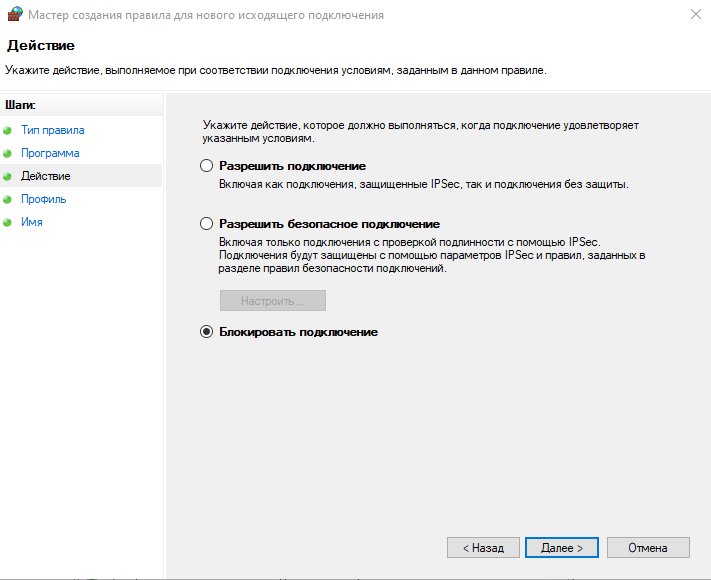 Мастер создания правила для нового исходящего подключения
Действие
Укажите действие, выполняемое при соответствии подключения условиям, заданным в данном правиле.
Шаги:
Тип правила
Программа
Действие
Профиль
Имя
Укажите действие, которое должно выполняться, когда подключение удовлетворяет
указанным условиям.
Разрешить подключение
Включая как подключения, защищенные IPSec, так и подключения без защиты.
Разрешить безопасное подключение
Включая только подключения с проверкой подлинности с помощью IPSec.
Подключения будут защищены с помощью параметров IPSec и правил, заданных в
разделе правил безопасности подключений.
Настроить...
Блокировать подключение
< Назад
Далее >
Отмена